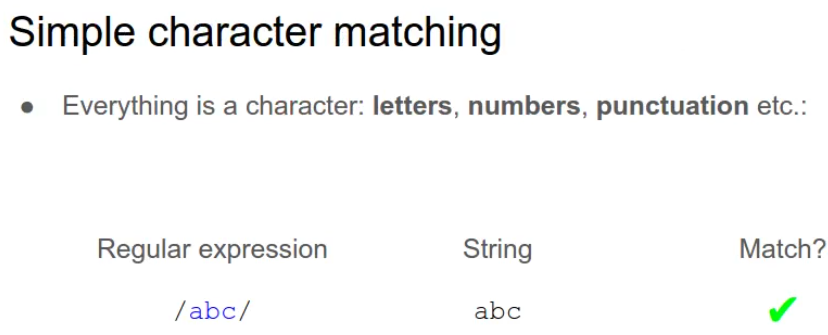 Simple character matching
● Everything is a character: letters, numbers, punctuation etc.:
Regular expression String Match?
/abc/ abc ✔